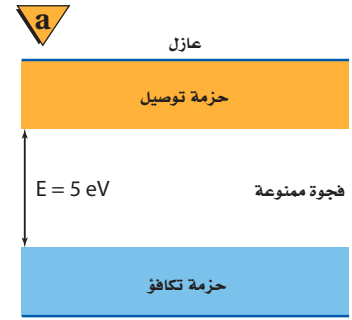 a
عازل
حزمة توصيل
E = 5 eV
فجوة ممنوعة
حزمة تكافؤ